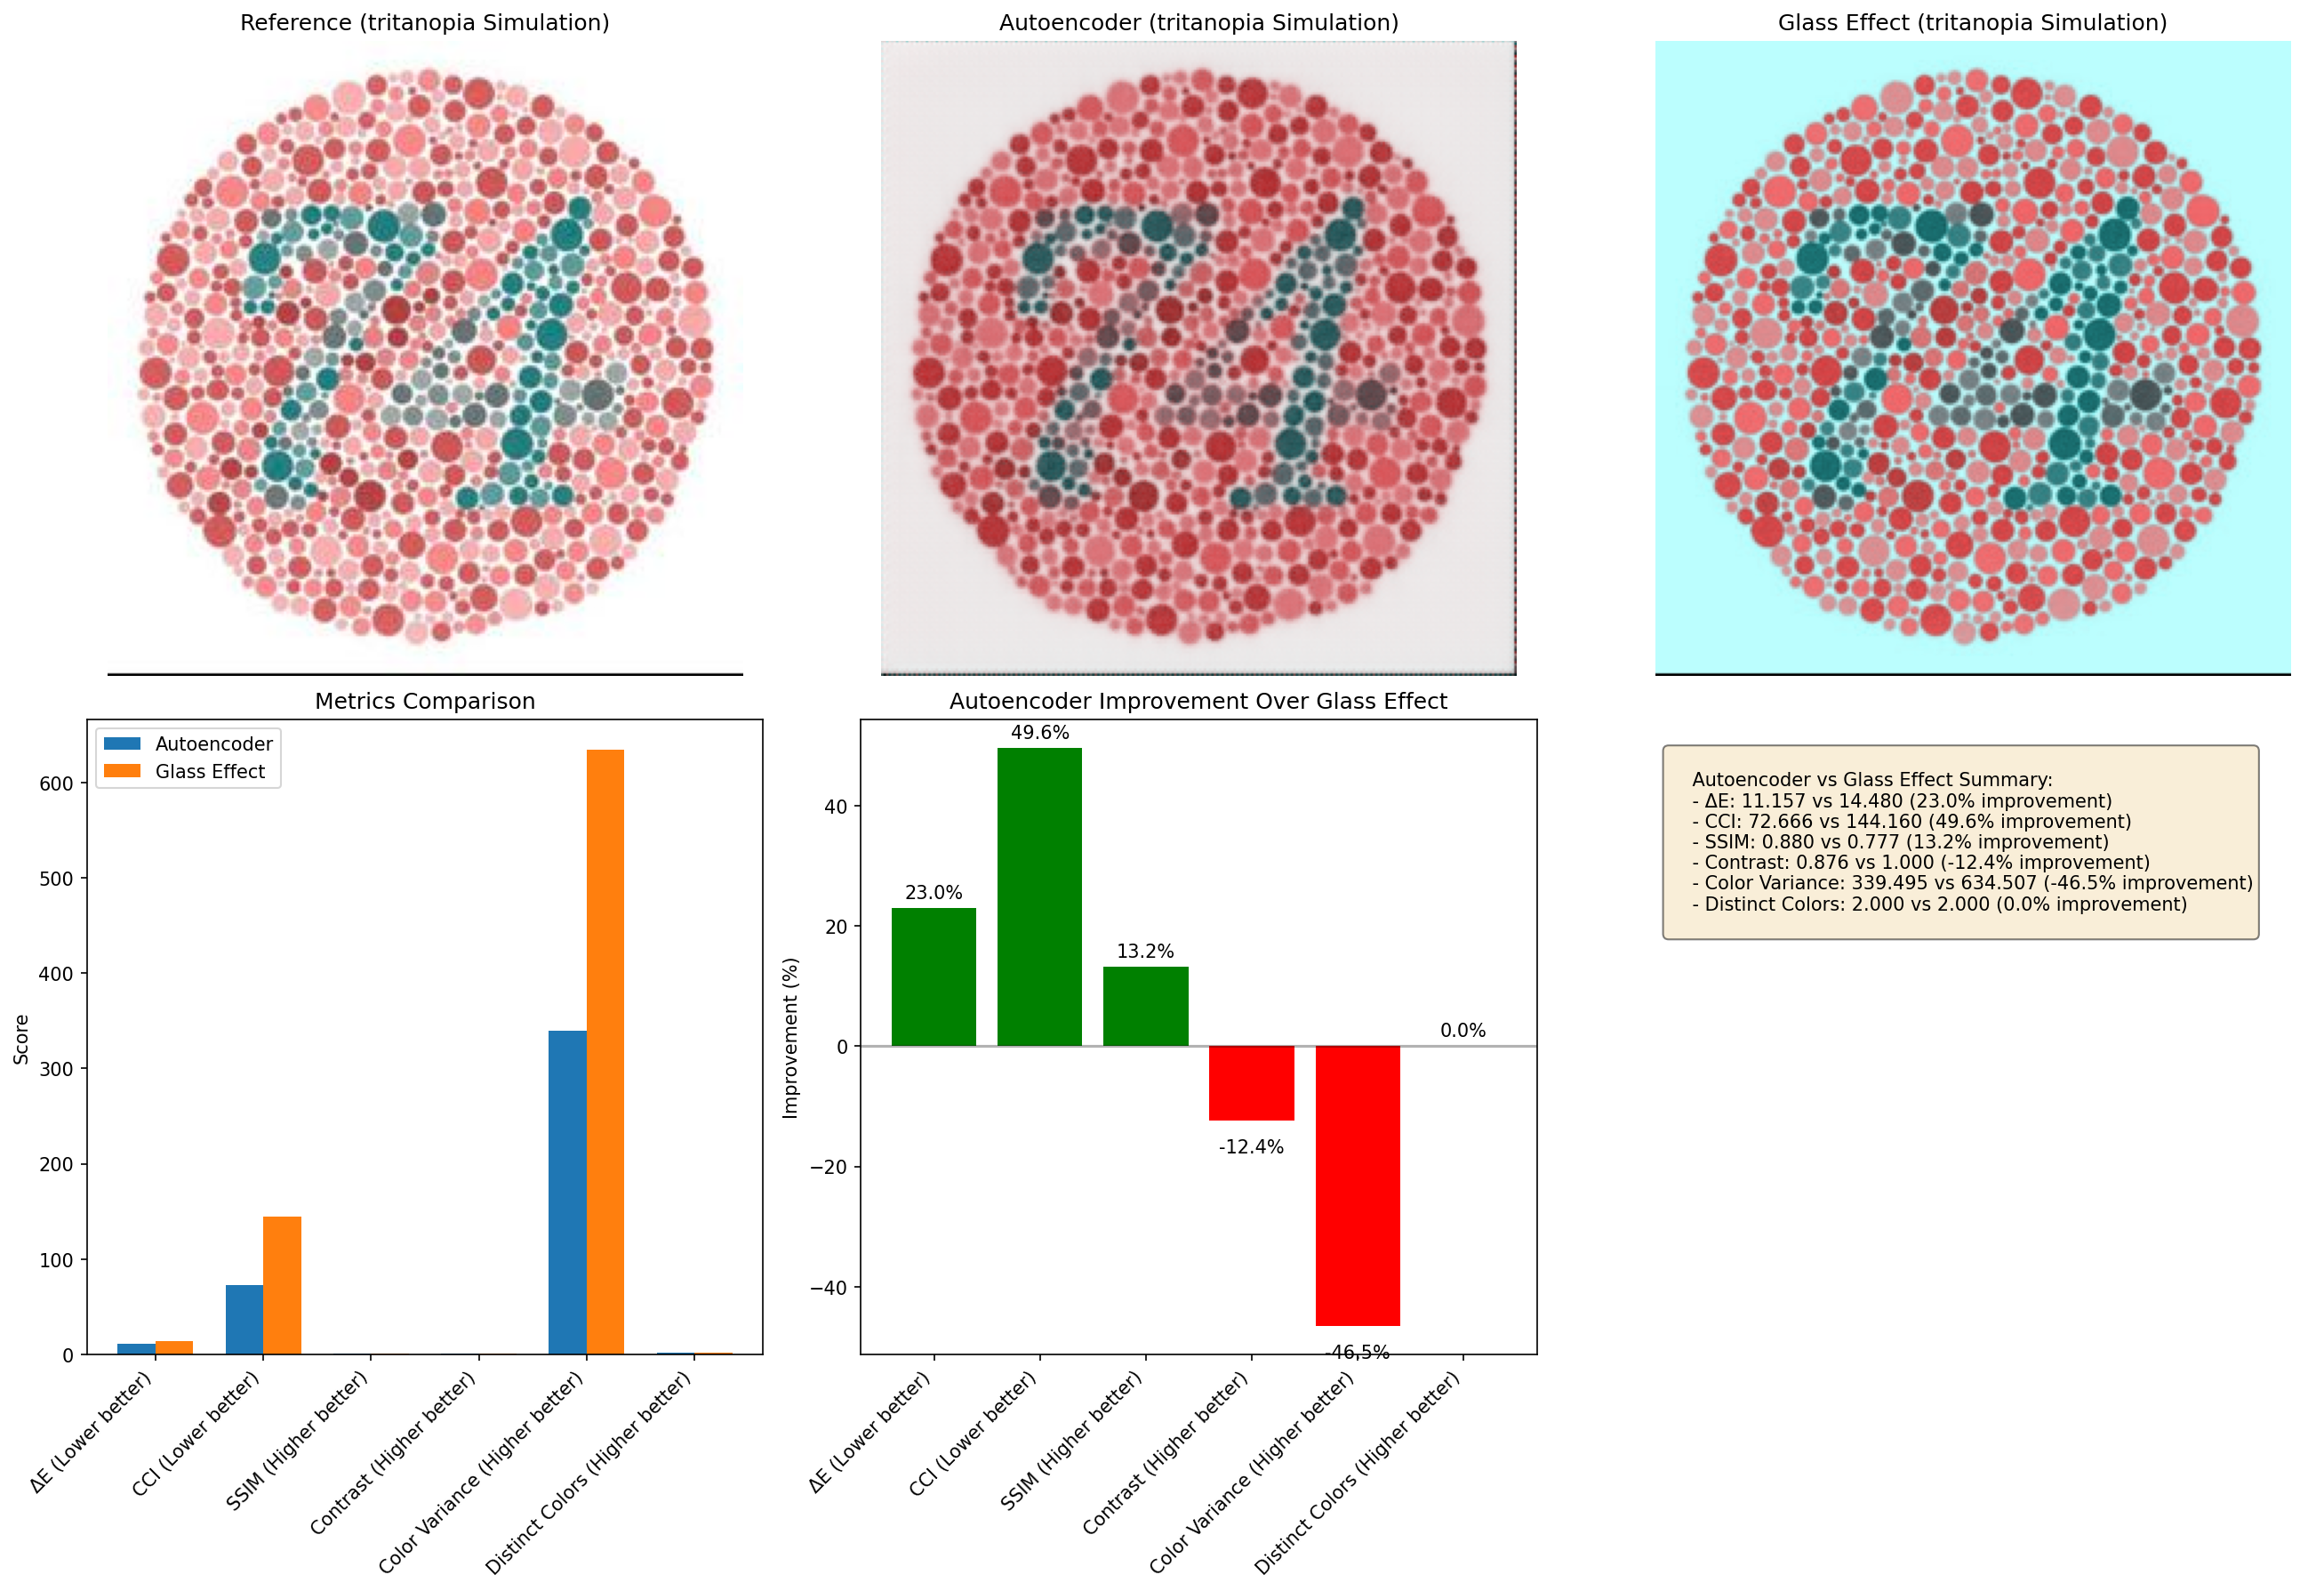 Reference (tritanopia Simulation)
Autoencoder (tritanopia Simulation)
Glass Effect (tritanopia Simulation)
74
74
74
Metrics Comparison
Autoencoder
Glass Effect
Score
600
500
400
300
200
100
0
ΔE (Lower better)
CCI (Lower better)
SSIM (Higher better)
Contrast (Higher better)
Color Variance (Higher better)
Distinct Colors (Higher better)
Autoencoder Improvement Over Glass Effect
Improvement (%)
40
20
0
−20
−40
23.0%
49.6%
13.2%
-12.4%
-46.5%
0.0%
ΔE (Lower better)
CCI (Lower better)
SSIM (Higher better)
Contrast (Higher better)
Color Variance (Higher better)
Distinct Colors (Higher better)
Autoencoder vs Glass Effect Summary:
- ΔE: 11.157 vs 14.480 (23.0% improvement)
- CCI: 72.666 vs 144.160 (49.6% improvement)
- SSIM: 0.880 vs 0.777 (13.2% improvement)
- Contrast: 0.876 vs 1.000 (-12.4% improvement)
- Color Variance: 339.495 vs 634.507 (-46.5% improvement)
- Distinct Colors: 2.000 vs 2.000 (0.0% improvement)